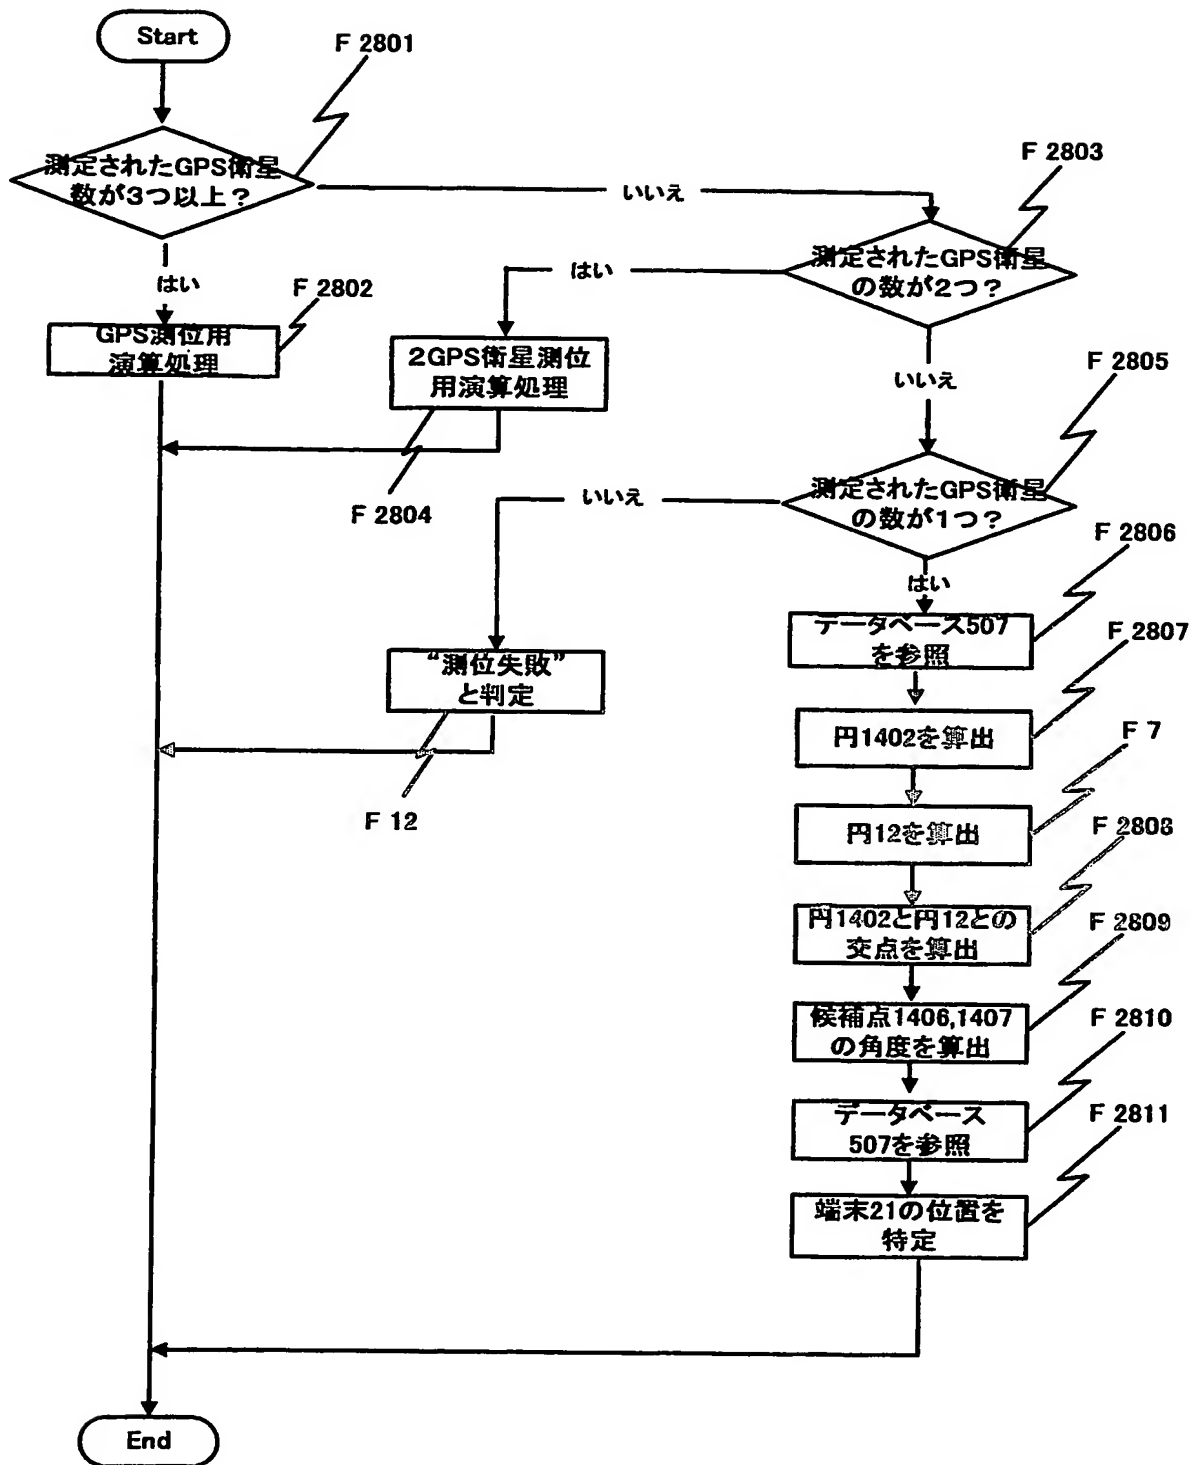 Start
F 2801
測定されたGPS衛星
数が3つ以上？
いいえ
F 2803
測定されたGPS衛星
の数が2つ？
はい
はい
F 2802
GPS測位用
演算処理
2GPS衛星測位
用演算処理
F 2804
いいえ
F 2805
測定されたGPS衛星
の数が1つ？
いいえ
はい
F 2806
データベース507
を参照
“測位失敗”
と判定
F 12
F 2807
円1402を算出
F 7
円12を算出
F 2808
円1402と円12との
交点を算出
F 2809
候補点1406,1407
の角度を算出
F 2810
データベース
507を参照
F 2811
端末21の位置を
特定
End